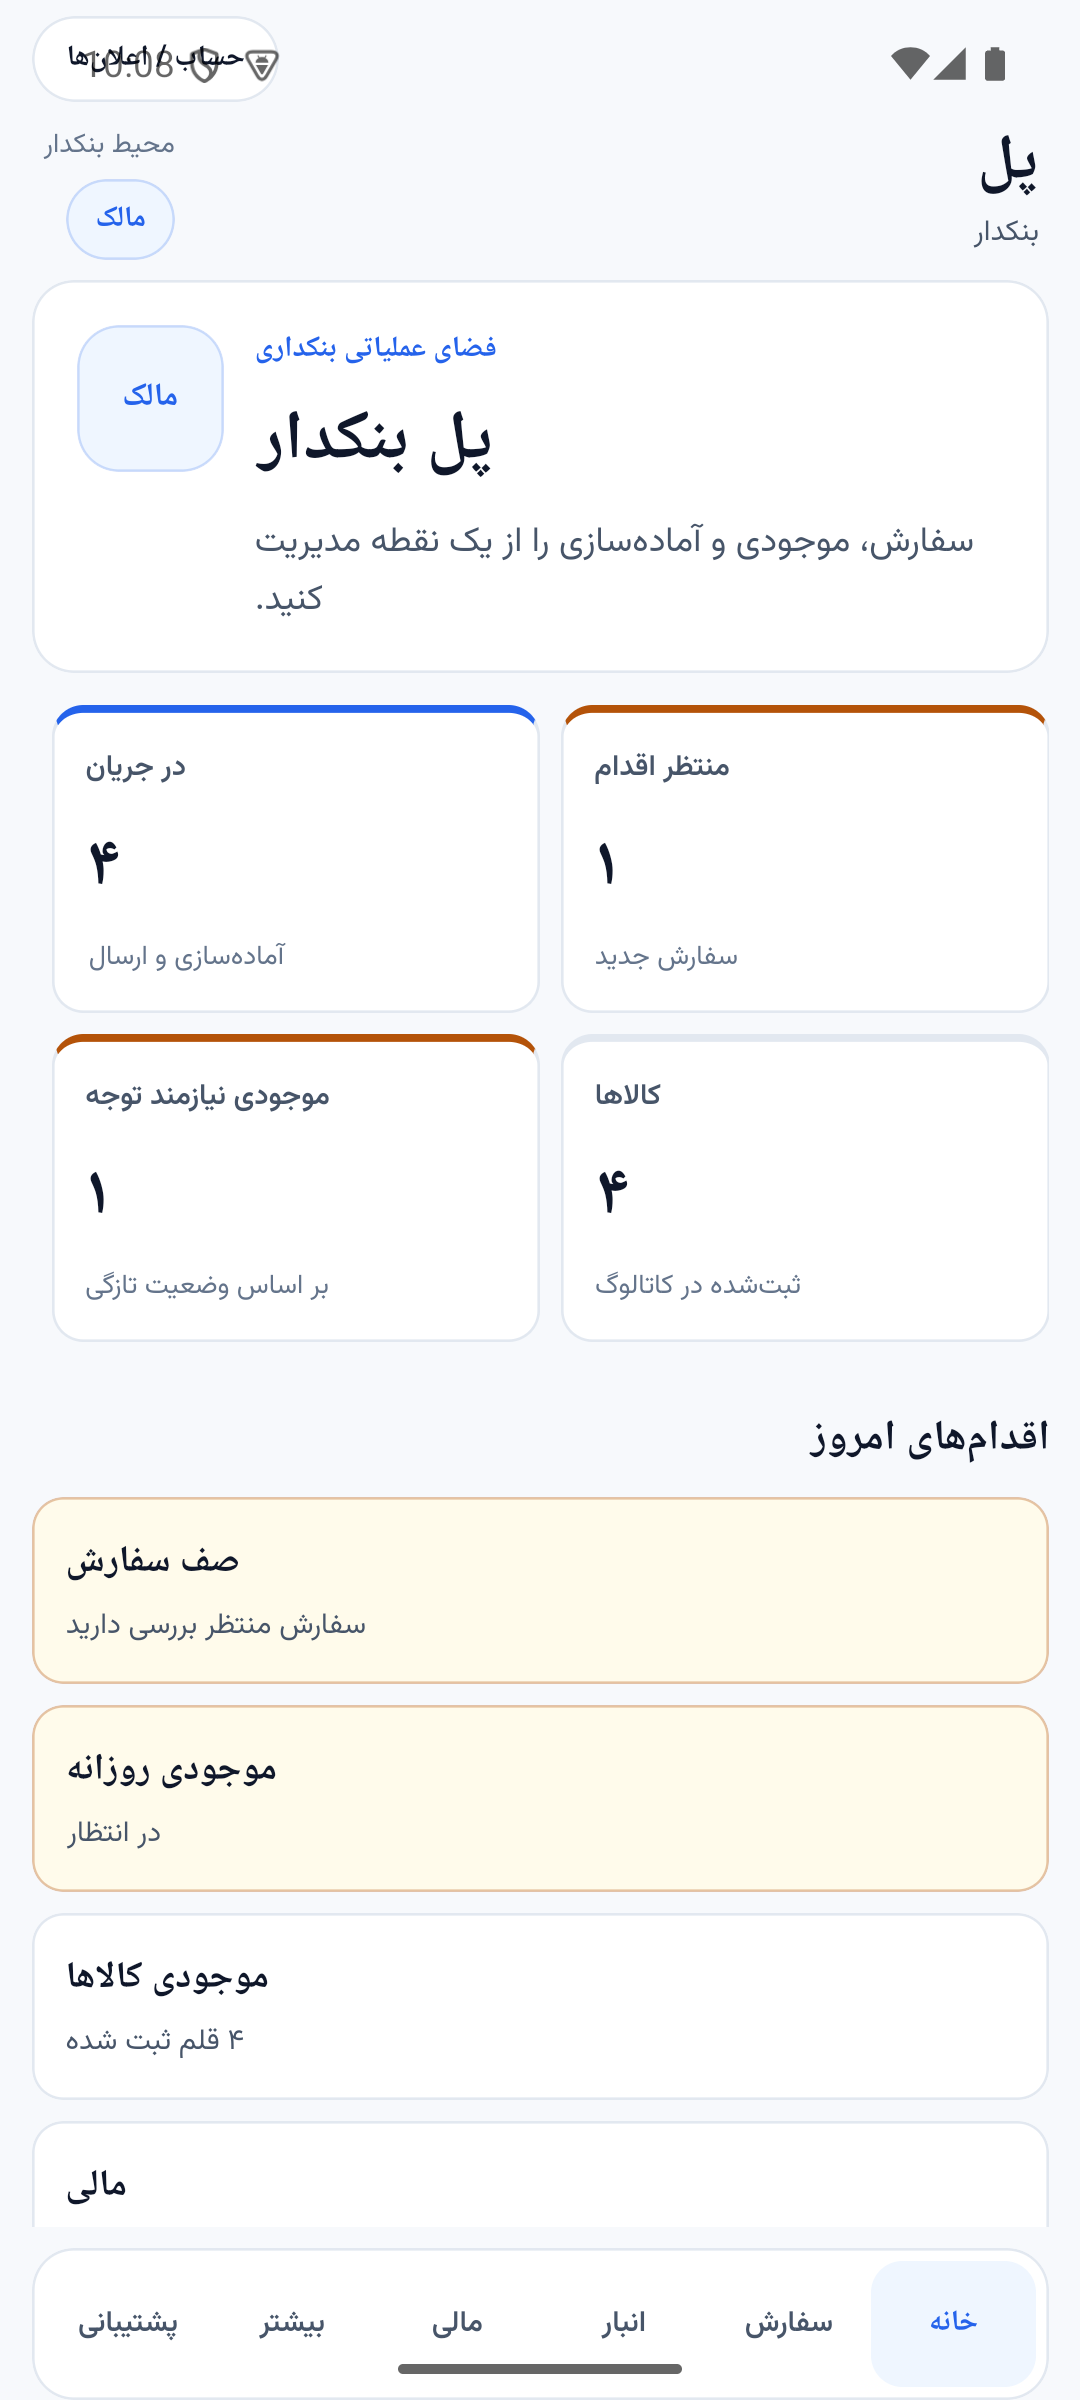 10:08
حساب / اعلان‌ها
پل
بنکدار
محیط بنکدار
مالک
فضای عملیاتی بنکداری
پل بنکدار
سفارش، موجودی و آماده‌سازی را از یک نقطه مدیریت
کنید.
مالک
منتظر اقدام
۱
سفارش جدید
در جریان
۴
آماده‌سازی و ارسال
کالاها
۴
ثبت‌شده در کاتالوگ
موجودی نیازمند توجه
۱
بر اساس وضعیت تازگی
اقدام‌های امروز
صف سفارش
سفارش منتظر بررسی دارید
موجودی روزانه
در انتظار
موجودی کالاها
۴ قلم ثبت شده
مالی
خانه
سفارش
انبار
مالی
بیشتر
پشتیبانی